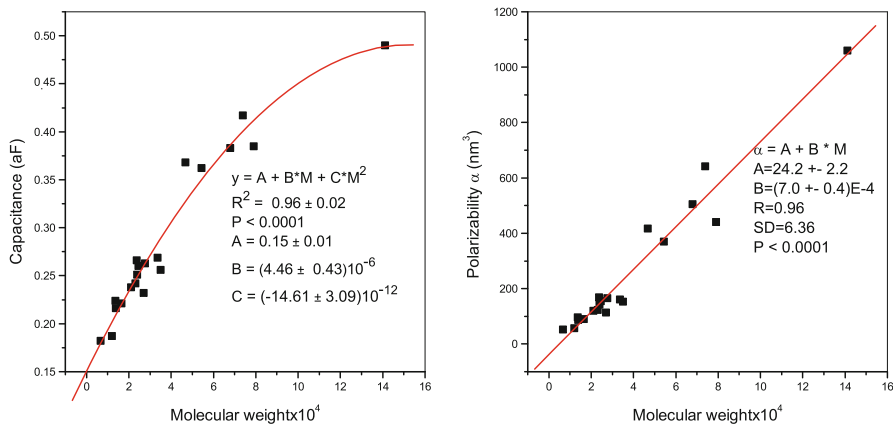 0.50
0.45
0.40
0.35
0.30
0.25
0.20
0.15
Capacitance (aF)
y = A + B*M + C*M²
R² = 0.96 ± 0.02
P < 0.0001
A = 0.15 ± 0.01
B = (4.46 ± 0.43)10⁻⁶
C = (-14.61 ± 3.09)10⁻¹²
0 2 4 6 8 10 12 14 16
Molecular weightx10⁴
1200
1000
800
600
400
200
0
Polarizability α (nm³)
α = A + B * M
A=24.2 +- 2.2
B=(7.0 +- 0.4)E-4
R=0.96
SD=6.36
P < 0.0001
0 2 4 6 8 10 12 14 16
Molecular weightx10⁴